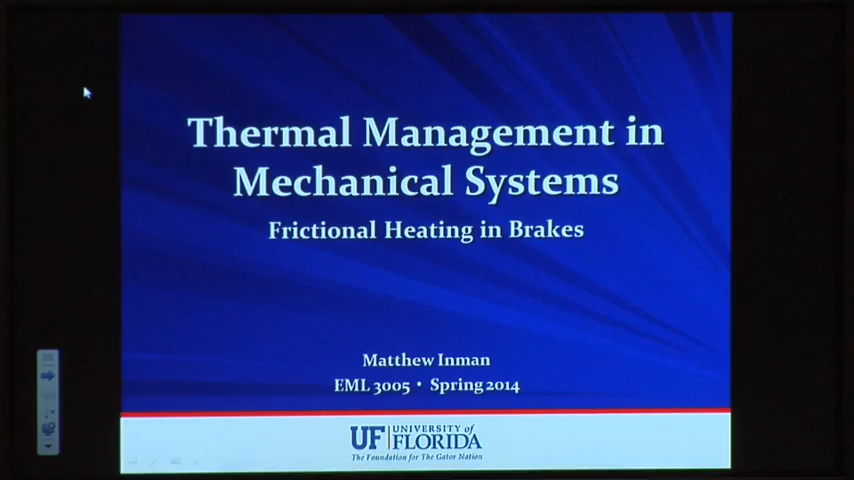 Thermal Management in
Mechanical Systems
Frictional Heating in Brakes
Matthew Inman
EML 3005 • Spring 2014
UF UNIVERSITY of
FLORIDA
The Foundation for The Gator Nation